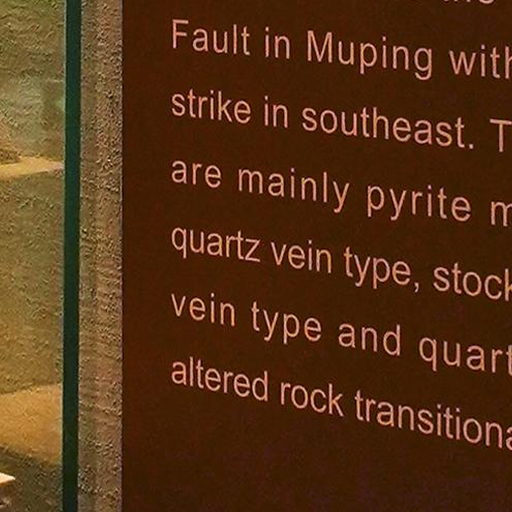 Fault in Muping with
strike in southeast. T
are mainly pyrite m
quartz vein type, stock
vein type and quart
altered rock transitiona